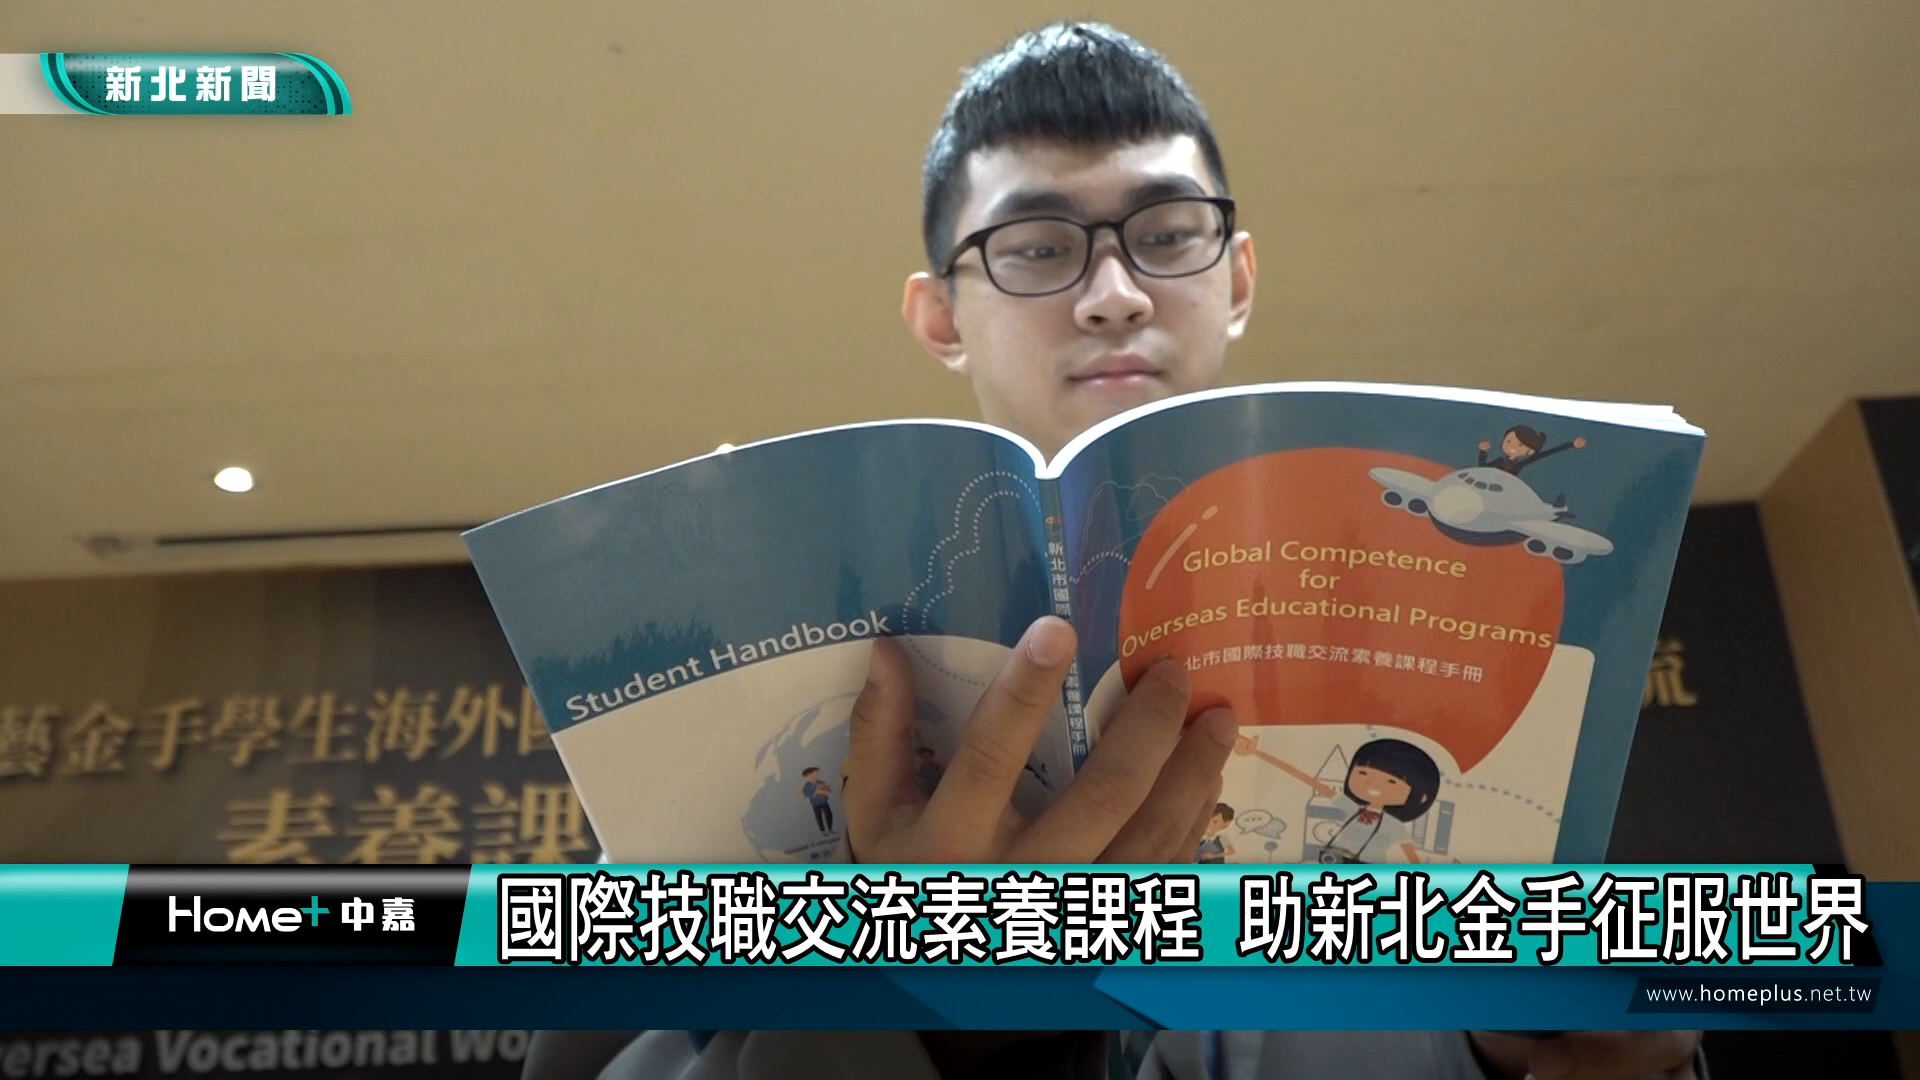 新北新聞
Student Handbook
Global Competence
for
Overseas Educational Programs
北市國際技職交流素養課程手冊
新北市國際
素養課程手冊
藝金手學生海外
流
素養課
Home+ 中嘉
國際技職交流素養課程 助新北金手征服世界
www.homeplus.net.tw
ersea Vocational Wo